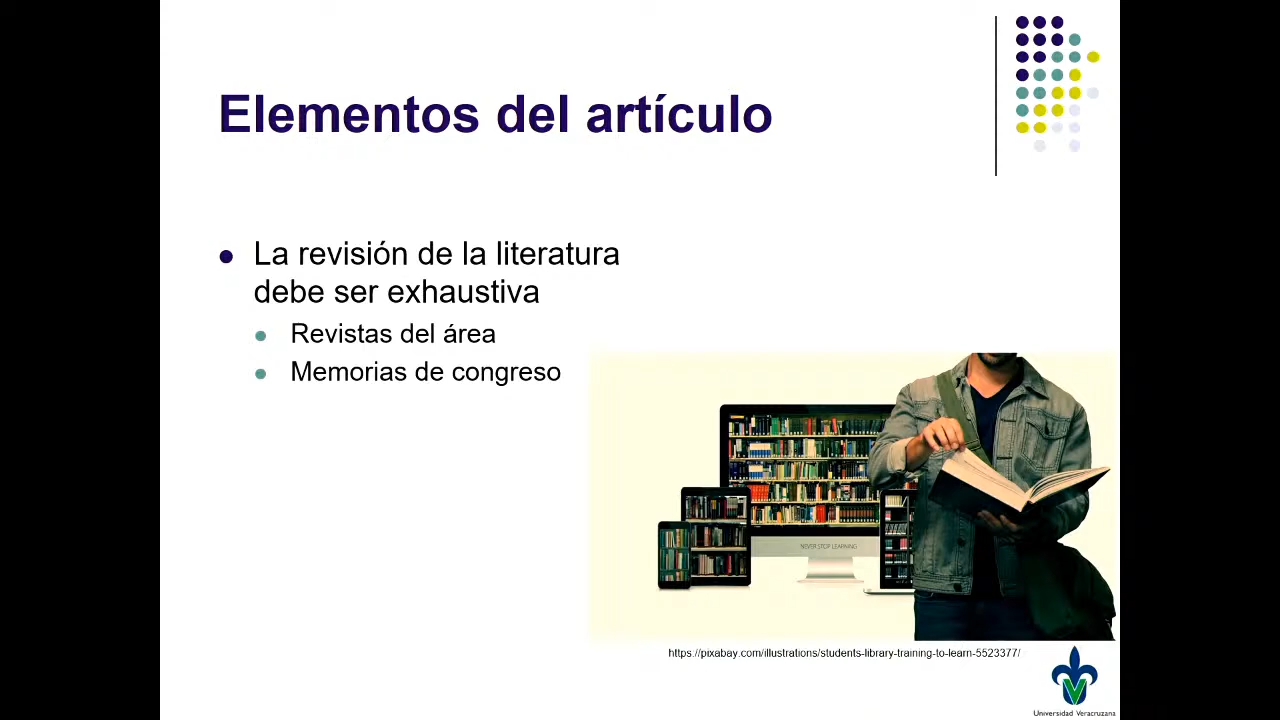 Elementos del artículo
La revisión de la literatura
debe ser exhaustiva
Revistas del área
Memorias de congreso
NEVER STOP LEARNING
https://pixabay.com/illustrations/students-library-training-to-learn-5523377/
Universidad Veracruzana